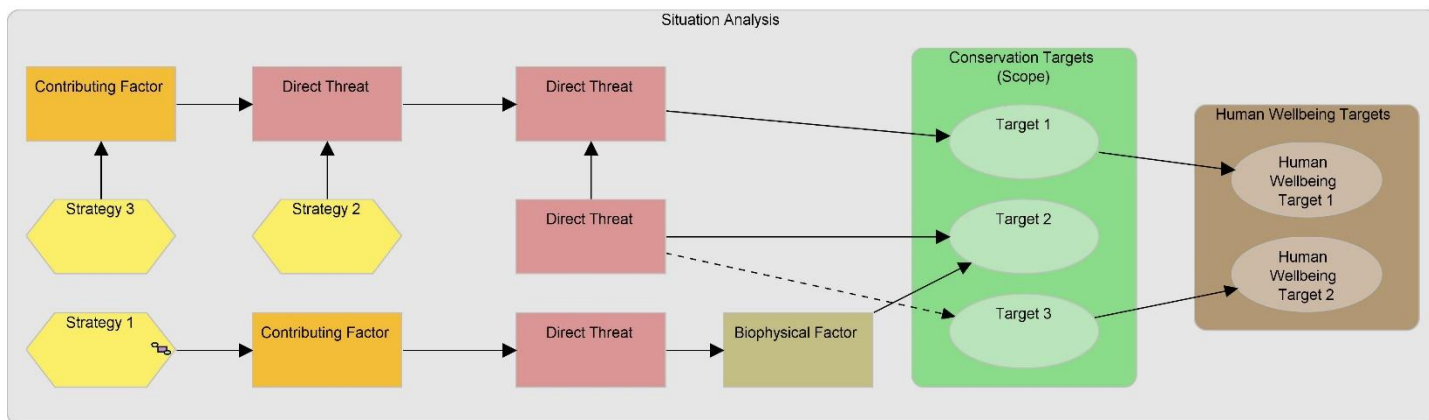 Situation Analysis
Conservation Targets
(Scope)
Contributing Factor
Direct Threat
Direct Threat
Target 1
Human Wellbeing Targets
Human
Wellbeing
Target 1
Strategy 3
Strategy 2
Direct Threat
Target 2
Human
Wellbeing
Target 2
Strategy 1
Contributing Factor
Direct Threat
Biophysical Factor
Target 3